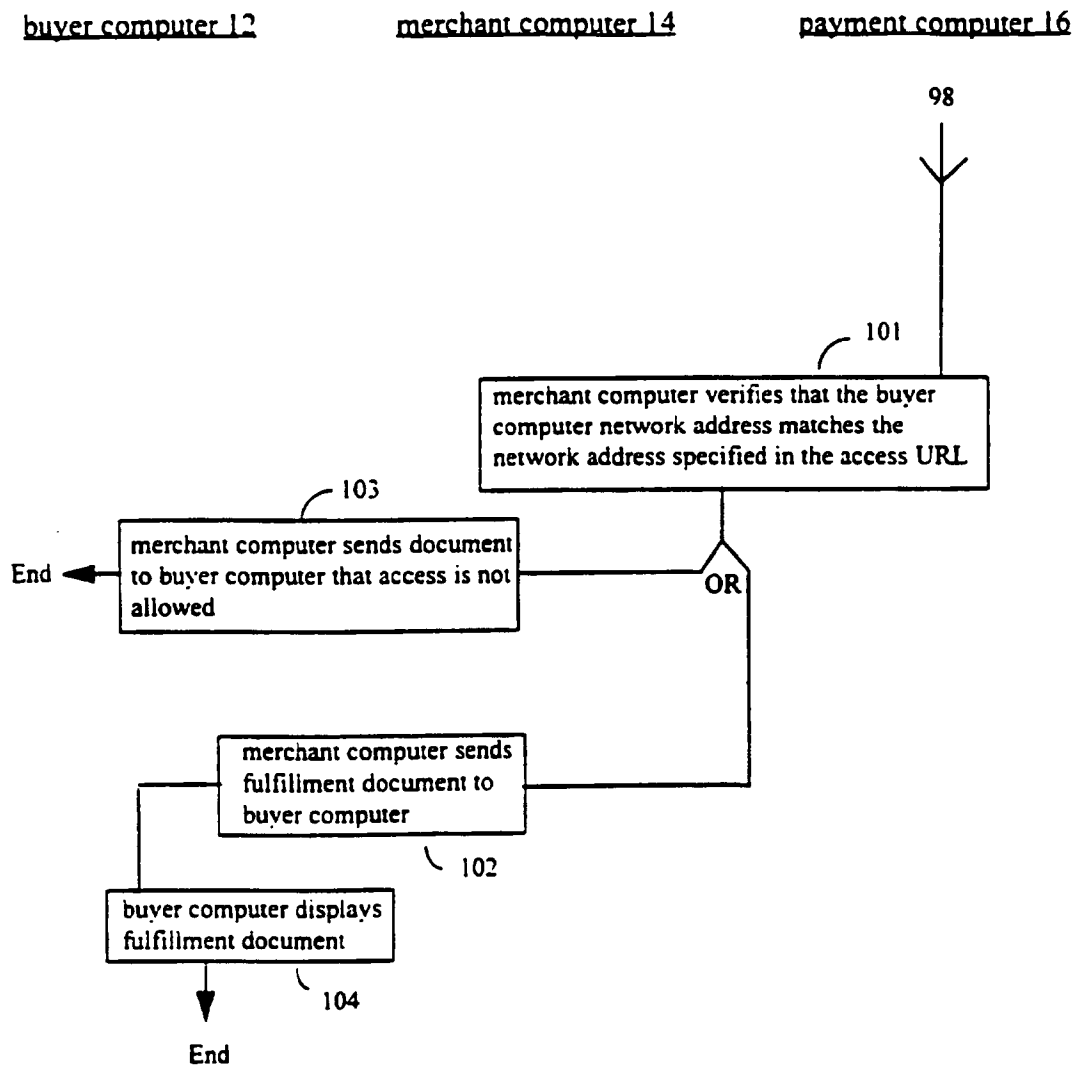 buyer computer 12 merchant computer 14 payment computer 16
98
101
merchant computer verifies that the buyer
computer network address matches the
network address specified in the access URL
103
merchant computer sends document
to buyer computer that access is not
allowed
End
OR
merchant computer sends
fulfillment document to
buyer computer
102
buyer computer displays
fulfillment document
104
End